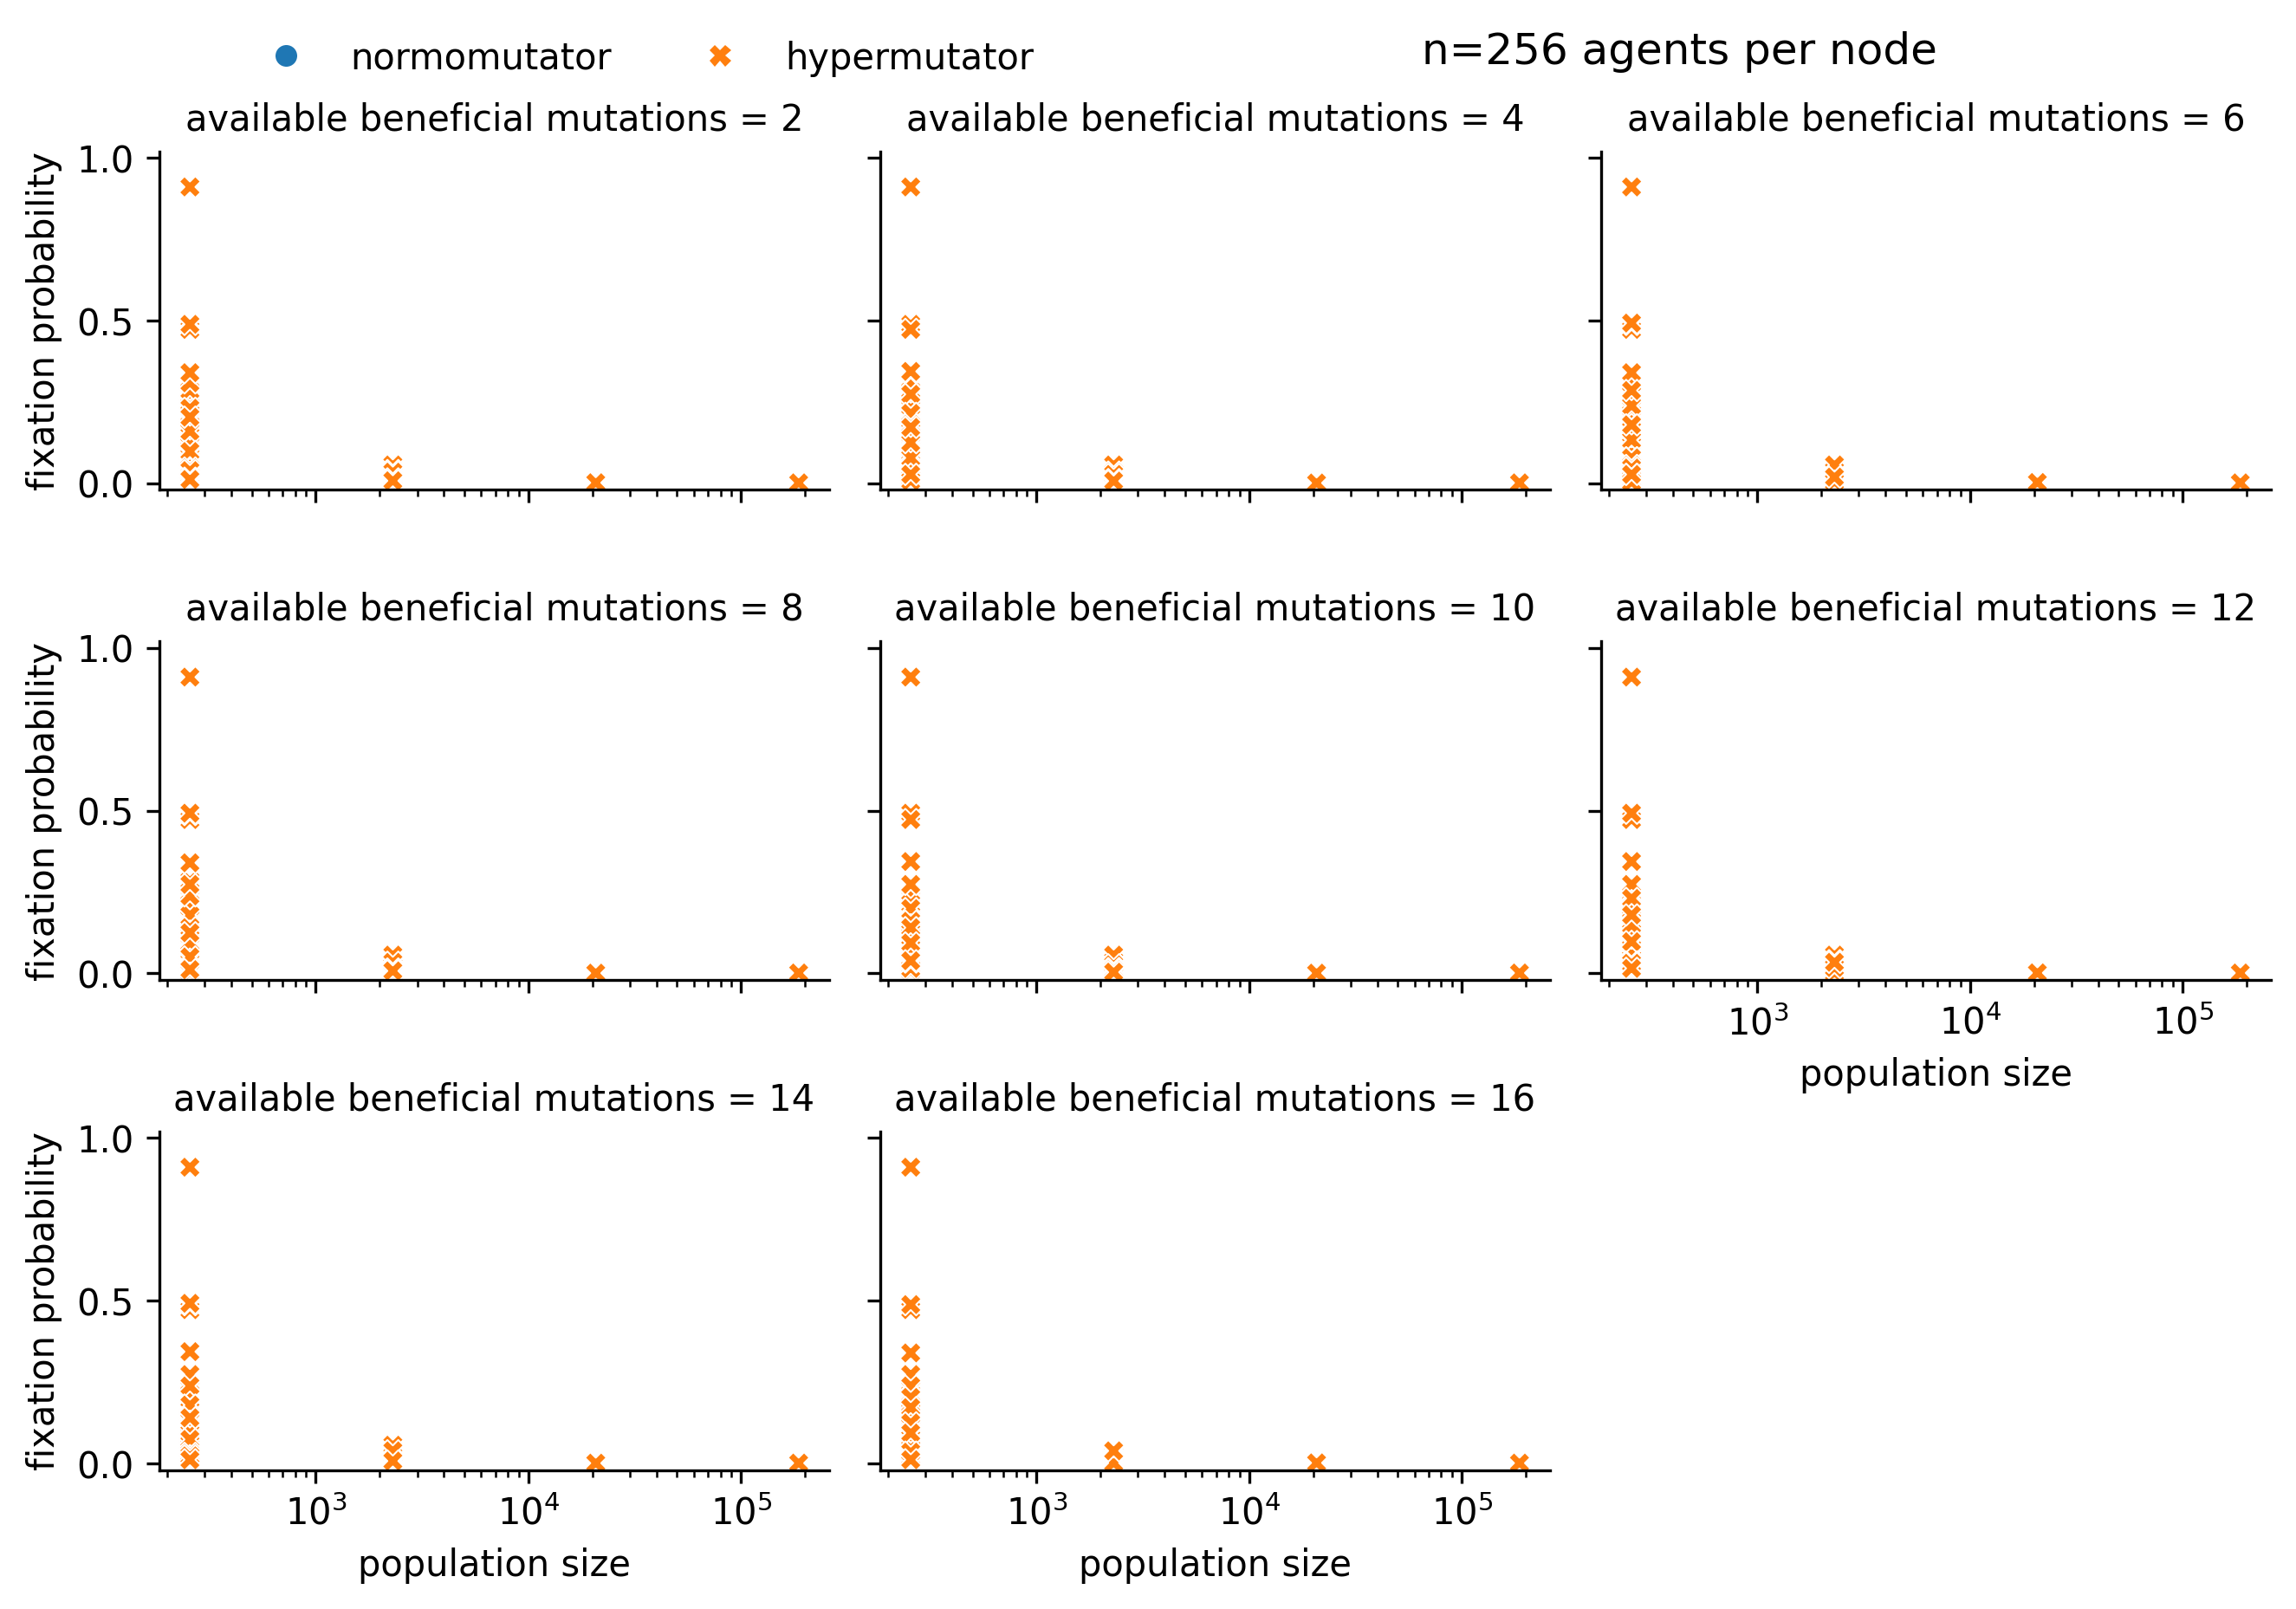 normomutator hypermutator n=256 agents per node
available beneficial mutations = 2 available beneficial mutations = 4 available beneficial mutations = 6
fixation probability
1.0
0.5
0.0
available beneficial mutations = 8 available beneficial mutations = 10 available beneficial mutations = 12
fixation probability
1.0
0.5
0.0
10³ 10⁴ 10⁵
population size
available beneficial mutations = 14 available beneficial mutations = 16
fixation probability
1.0
0.5
0.0
10³ 10⁴ 10⁵ 10³ 10⁴ 10⁵
population size population size